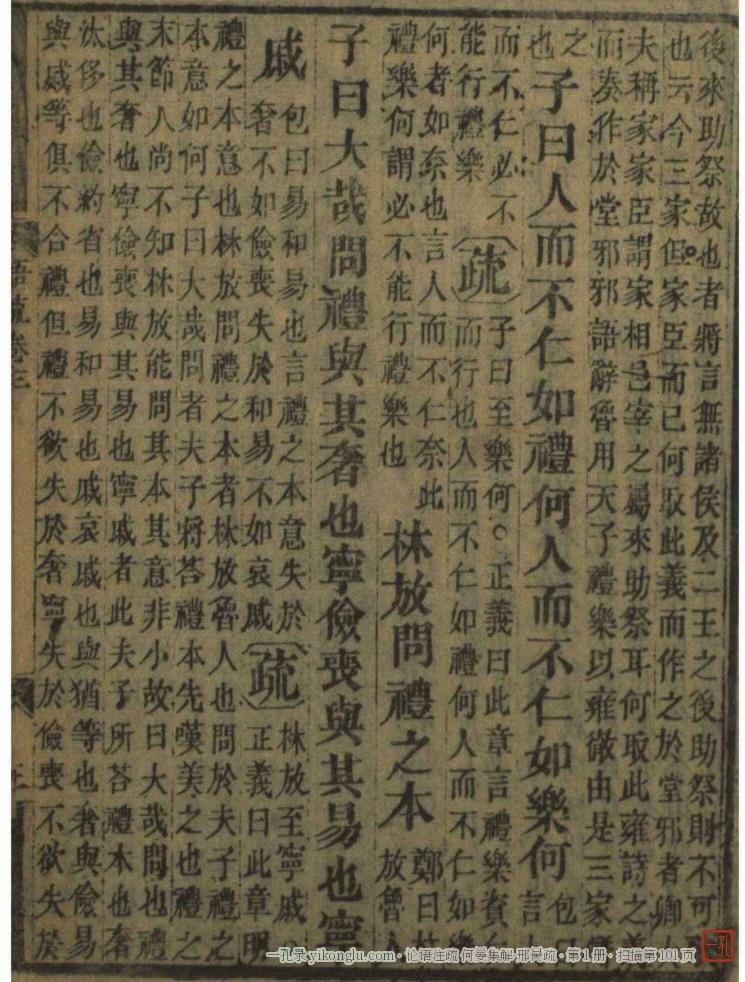 後來助祭故也者將言無諸侯及二王之後助祭則不可
也云今三家但家臣而已何取此義而作之於堂邪者卿大
夫稱家家臣謂家相邑宰之屬來助祭耳何取此雍詩之
而湊作於堂邪邪語辭魯用天子禮樂以雍徹由是三家
之
也子曰人而不仁如禮何人而不仁如樂何包
言人
而不仁必不
能行禮樂疏子曰至樂何。正義曰此章言禮樂資仁
而行也人而不仁如禮何人而不仁如樂
何者如奈也言人而不仁奈此
禮樂何謂必不能行禮樂也林放問禮之本鄭曰林
放魯人
子曰大哉問禮與其奢也寧儉喪與其易也寧
戚包曰易和易也言禮之本意失於
奢不如儉喪失於和易不如哀戚疏林放至寧戚
正義曰此章明
禮之本意也林放問禮之本者林放魯人也問於夫子禮之
本意如何子曰大哉問者夫子將荅禮本先嘆美之也禮之
末節人尚不知林放能問其本其意非小故曰大哉問也禮
與其奢也寧儉喪與其易也寧戚者此夫子所荅禮本也奢
汰侈也儉約省也易和易也戚哀戚也與猶等也奢與儉易
與戚等俱不合禮但禮不欲失於奢寧失於儉喪不欲失於
語疏卷三
一孔
一孔录 yikonglu.com·论语注疏.何晏集解.邢昺疏·第1册·扫描第101页